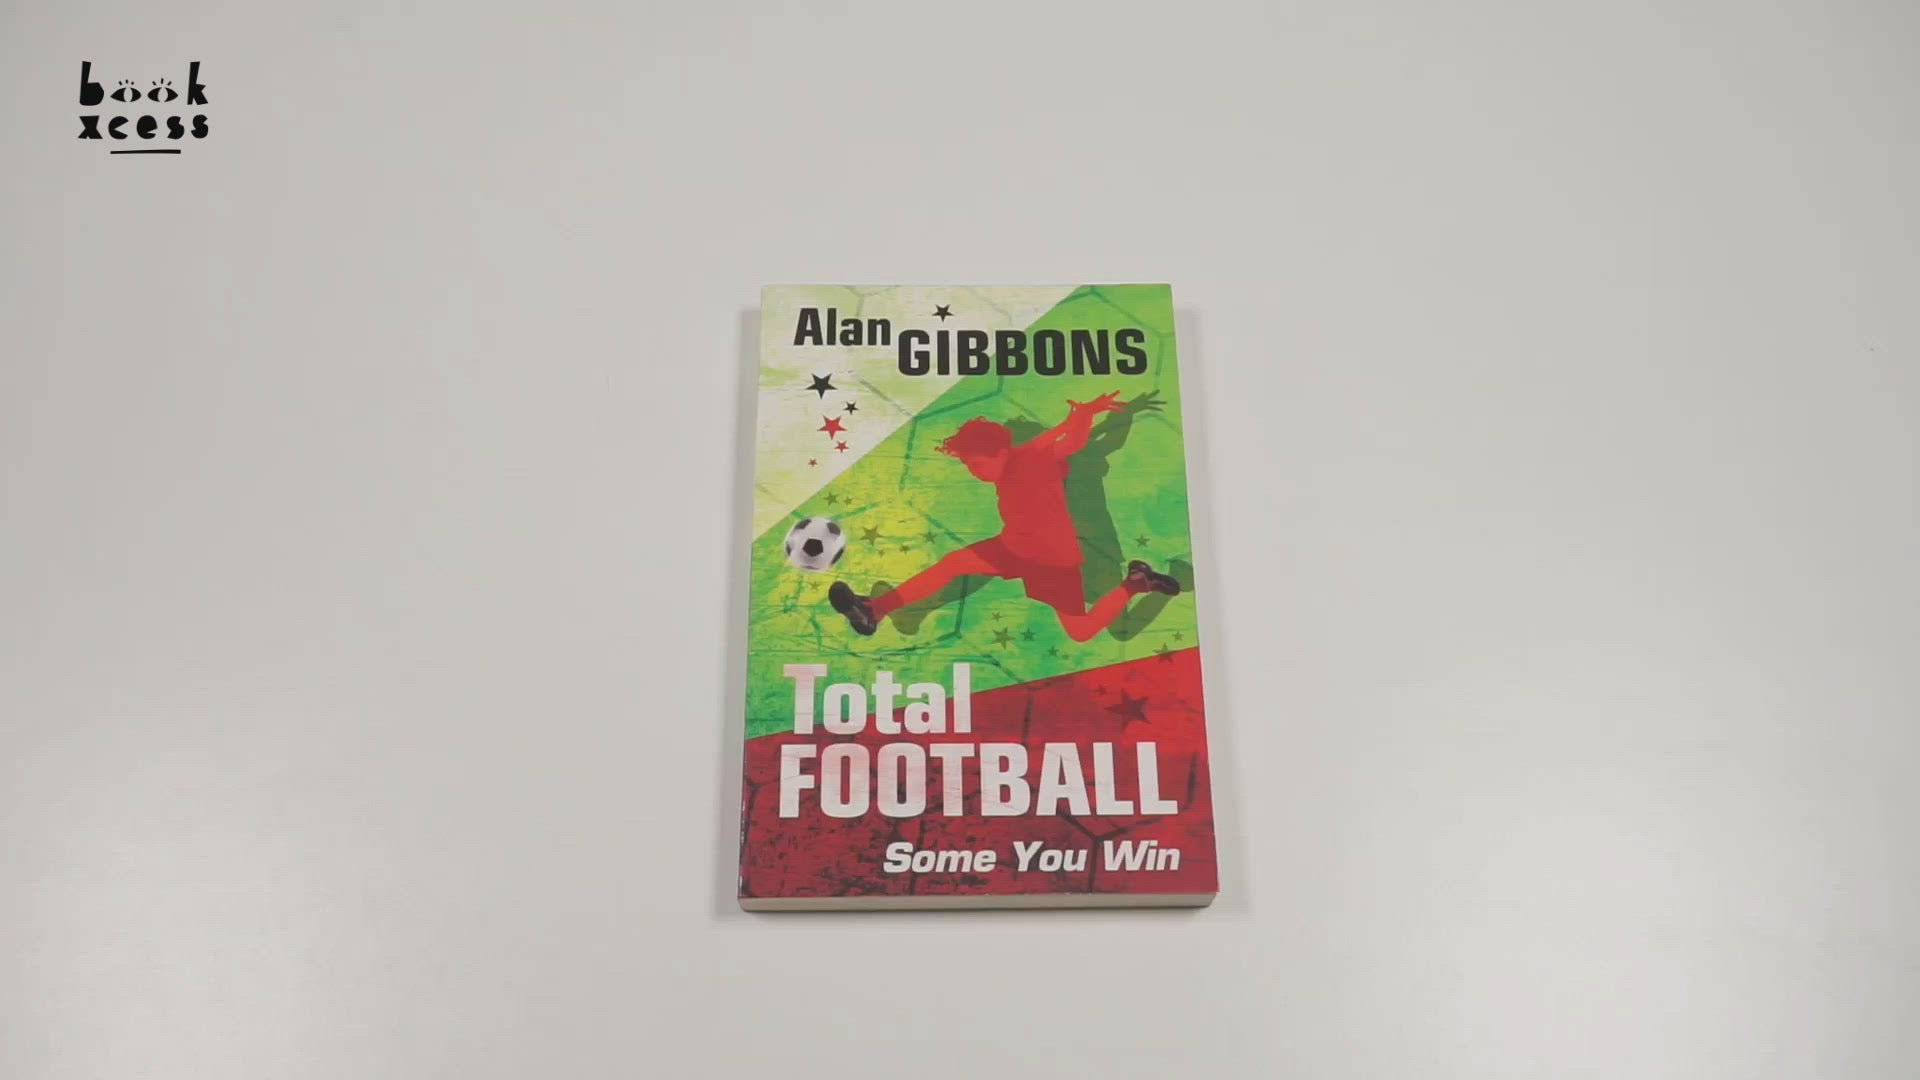 book
xcess
Alan
GIBBONS
Total
FOOTBALL
Some You Win